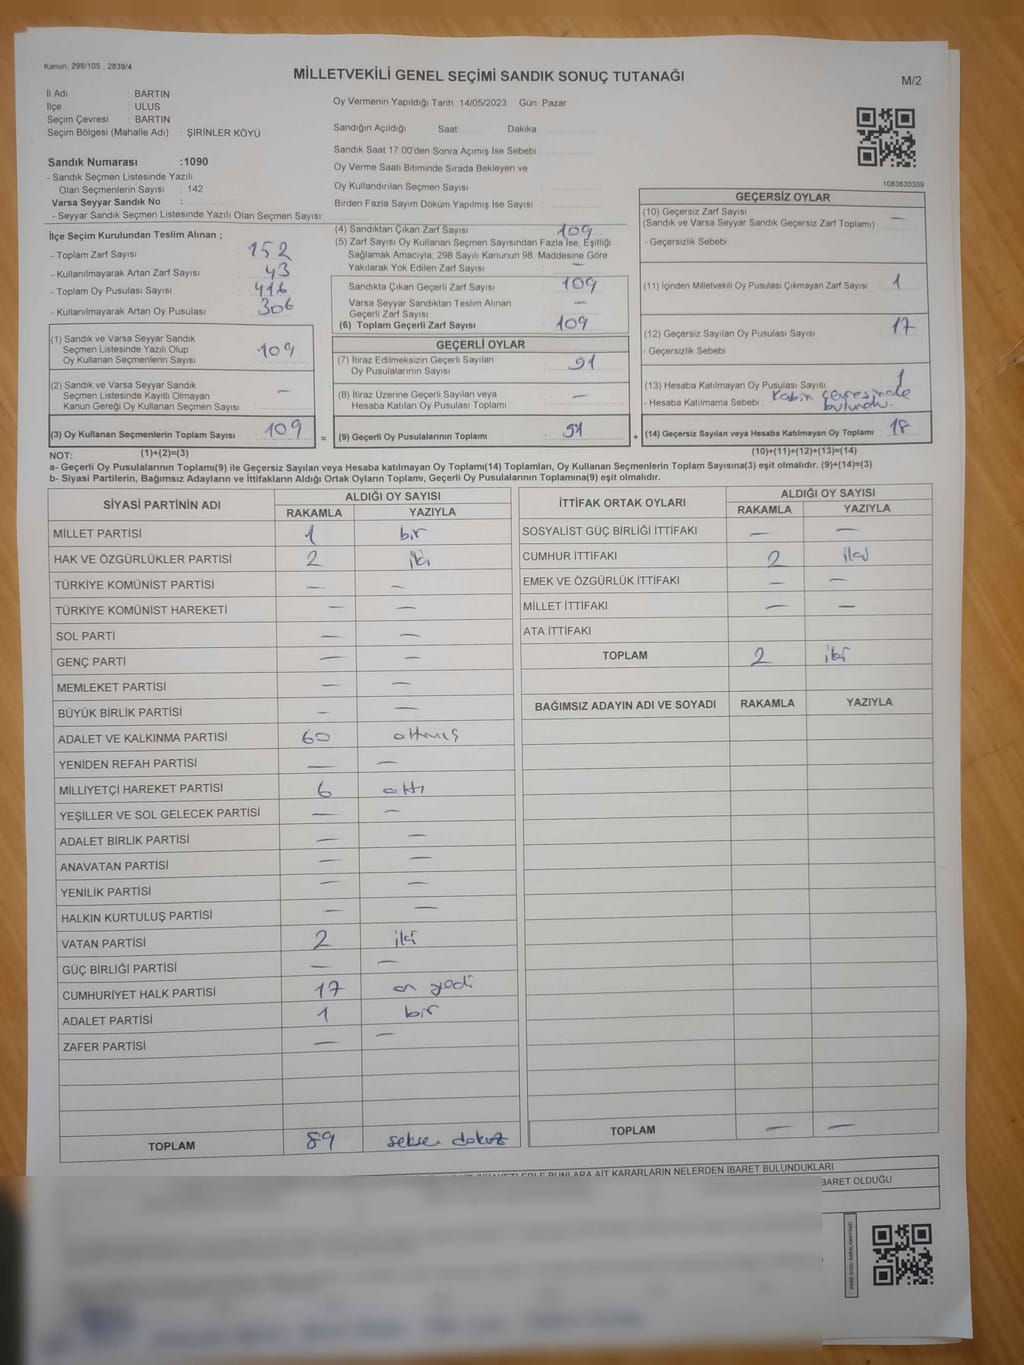 Kanun: 298/105 , 2839/4
MİLLETVEKİLİ GENEL SEÇİMİ SANDIK SONUÇ TUTANAĞI
M/2
İl Adı : BARTIN
İlçe : ULUS
Seçim Çevresi : BARTIN
Seçim Bölgesi (Mahalle Adı) : ŞİRİNLER KÖYÜ
Sandık Numarası :1090
- Sandık Seçmen Listesinde Yazılı
Olan Seçmenlerin Sayısı : 142
Varsa Seyyar Sandık No :
- Seyyar Sandık Seçmen Listesinde Yazılı Olan Seçmen Sayısı:
Oy Vermenin Yapıldığı Tarih :14/05/2023 Gün: Pazar
Sandığın Açıldığı Saat Dakika
Sandık Saat 17.00'den Sonra Açımış İse Sebebi
Oy Verme Saati Bitiminde Sırada Bekleyen ve
Oy Kullandırılan Seçmen Sayısı
Birden Fazla Sayım Döküm Yapılmış İse Sayısı :
1083630309
İlçe Seçim Kurulundan Teslim Alınan ;
- Toplam Zarf Sayısı : 152
- Kullanılmayarak Artan Zarf Sayısı : 43
- Toplam Oy Pusulası Sayısı : 416
- Kullanılmayarak Artan Oy Pusulası : 306
(1) Sandık ve Varsa Seyyar Sandık
Seçmen Listesinde Yazılı Olup
Oy Kullanan Seçmenlerin Sayısı : 109
(2) Sandık ve Varsa Seyyar Sandık
Seçmen Listesinde Kayıtlı Olmayan
Kanun Gereği Oy Kullanan Seçmen Sayısı : —
(3) Oy Kullanan Seçmenlerin Toplam Sayısı : 109
(4) Sandıktan Çıkan Zarf Sayısı : 109
(5) Zarf Sayısı Oy Kullanan Seçmen Sayısından Fazla İse, Eşitliği
Sağlamak Amacıyla; 298 Sayılı Kanunun 98. Maddesine Göre
Yakılarak Yok Edilen Zarf Sayısı : —
Sandıkta Çıkan Geçerli Zarf Sayısı : 109
Varsa Seyyar Sandıktan Teslim Alınan
Geçerli Zarf Sayısı : —
(6) Toplam Geçerli Zarf Sayısı : 109
GEÇERLİ OYLAR
(7) İtiraz Edilmeksizin Geçerli Sayılan
Oy Pusulalarının Sayısı : 91
(8) İtiraz Üzerine Geçerli Sayılan veya
Hesaba Katılan Oy Pusulası Toplamı : —
= (9) Geçerli Oy Pusulalarının Toplamı : 91
GEÇERSİZ OYLAR
(10) Geçersiz Zarf Sayısı —
(Sandık ve Varsa Seyyar Sandık Geçersiz Zarf Toplamı)
- Geçersizlik Sebebi
(11) İçinden Milletvekili Oy Pusulası Çıkmayan Zarf Sayısı : 1
(12) Geçersiz Sayılan Oy Pusulası Sayısı : 17
- Geçersizlik Sebebi
(13) Hesaba Katılmayan Oy Pusulası Sayısı : 1
- Hesaba Katılmama Sebebi : Kabin çevresinde
bulundu.
+ (14) Geçersiz Sayılan veya Hesaba Katılmayan Oy Toplamı : 18
NOT: (1)+(2)=(3) (10)+(11)+(12)+(13)=(14)
a- Geçerli Oy Pusulalarının Toplamı(9) ile Geçersiz Sayılan veya Hesaba katılmayan Oy Toplamı(14) Toplamları, Oy Kullanan Seçmenlerin Toplam Sayısına(3) eşit olmalıdır. (9)+(14)=(3)
b- Siyasi Partilerin, Bağımsız Adayların ve İttifakların Aldığı Ortak Oyların Toplamı, Geçerli Oy Pusulalarının Toplamına(9) eşit olmalıdır.
SİYASİ PARTİNİN ADI ALDIĞI OY SAYISI
RAKAMLA YAZIYLA
MİLLET PARTİSİ 1 bir
HAK VE ÖZGÜRLÜKLER PARTİSİ 2 iki
TÜRKİYE KOMÜNİST PARTİSİ — —
TÜRKİYE KOMÜNİST HAREKETİ — —
SOL PARTİ — —
GENÇ PARTİ — —
MEMLEKET PARTİSİ — —
BÜYÜK BİRLİK PARTİSİ — —
ADALET VE KALKINMA PARTİSİ 60 altmış
YENİDEN REFAH PARTİSİ — —
MİLLİYETÇİ HAREKET PARTİSİ 6 altı
YEŞİLLER VE SOL GELECEK PARTİSİ — —
ADALET BİRLİK PARTİSİ — —
ANAVATAN PARTİSİ — —
YENİLİK PARTİSİ — —
HALKIN KURTULUŞ PARTİSİ — —
VATAN PARTİSİ 2 iki
GÜÇ BİRLİĞİ PARTİSİ — —
CUMHURİYET HALK PARTİSİ 17 on yedi
ADALET PARTİSİ 1 bir
ZAFER PARTİSİ — —
TOPLAM 89 seksen dokuz
İTTİFAK ORTAK OYLARI ALDIĞI OY SAYISI
RAKAMLA YAZIYLA
SOSYALİST GÜÇ BİRLİĞİ İTTİFAKI — —
CUMHUR İTTİFAKI 2 iki
EMEK VE ÖZGÜRLÜK İTTİFAKI — —
MİLLET İTTİFAKI — —
ATA İTTİFAKI
TOPLAM 2 iki
BAĞIMSIZ ADAYIN ADI VE SOYADI RAKAMLA YAZIYLA
TOPLAM — —
BUNLARA AİT KARARLARIN NELERDEN İBARET BULUNDUKLARI
BARET OLDUĞU